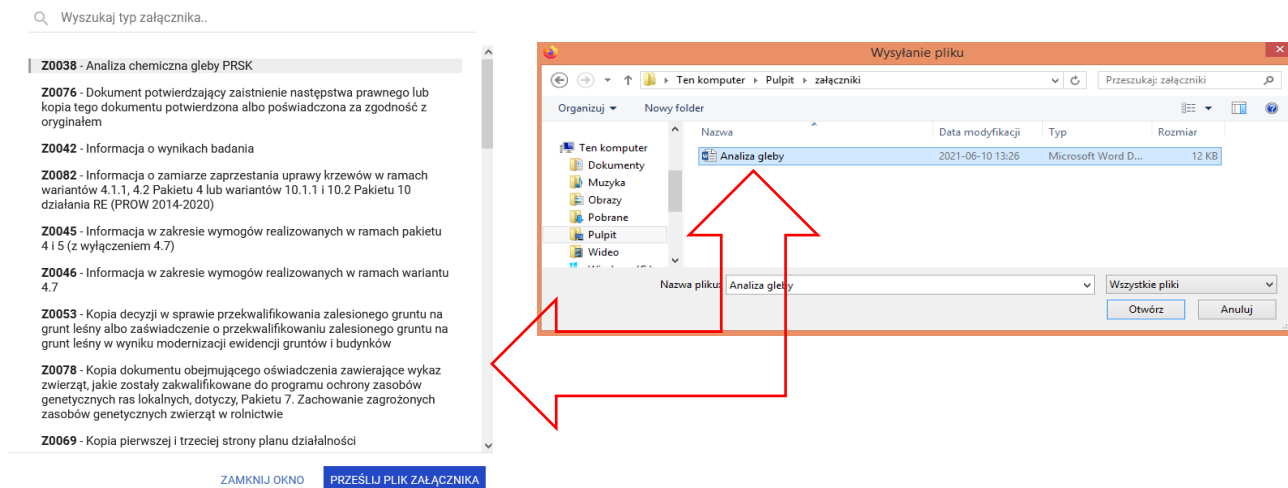 Wyszukaj typ załącznika..
Z0038 - Analiza chemiczna gleby PRSK
Z0076 - Dokument potwierdzający zaistnienie następstwa prawnego lub
kopia tego dokumentu potwierdzona albo poświadczona za zgodność z
oryginałem
Z0042 - Informacja o wynikach badania
Z0082 - Informacja o zamiarze zaprzestania uprawy krzewów w ramach
wariantów 4.1.1, 4.2 Pakietu 4 lub wariantów 10.1.1 i 10.2 Pakietu 10
działania RE (PROW 2014-2020)
Z0045 - Informacja w zakresie wymogów realizowanych w ramach pakietu
4 i 5 (z wyłączeniem 4.7)
Z0046 - Informacja w zakresie wymogów realizowanych w ramach wariantu
4.7
Z0053 - Kopia decyzji w sprawie przekwalifikowania zalesionego gruntu na
grunt leśny albo zaświadczenie o przekwalifikowaniu zalesionego gruntu na
grunt leśny w wyniku modernizacji ewidencji gruntów i budynków
Z0078 - Kopia dokumentu obejmującego oświadczenia zawierające wykaz
zwierząt, jakie zostały zakwalifikowane do programu ochrony zasobów
genetycznych ras lokalnych, dotyczy, Pakietu 7. Zachowanie zagrożonych
zasobów genetycznych zwierząt w rolnictwie
Z0069 - Kopia pierwszej i trzeciej strony planu działalności
ZAMKNIJ OKNO PRZEŚLIJ PLIK ZAŁĄCZNIKA
Wysyłanie pliku
Ten komputer Pulpit załączniki
Przeszukaj: załączniki
Organizuj Nowy folder
Nazwa Data modyfikacji Typ Rozmiar
Analiza gleby 2021-06-10 13:26 Microsoft Word D... 12 KB
Ten komputer
Dokumenty
Muzyka
Obrazy
Pobrane
Pulpit
Wideo
Nazwa pliku: Analiza gleby Wszystkie pliki
Otwórz Anuluj